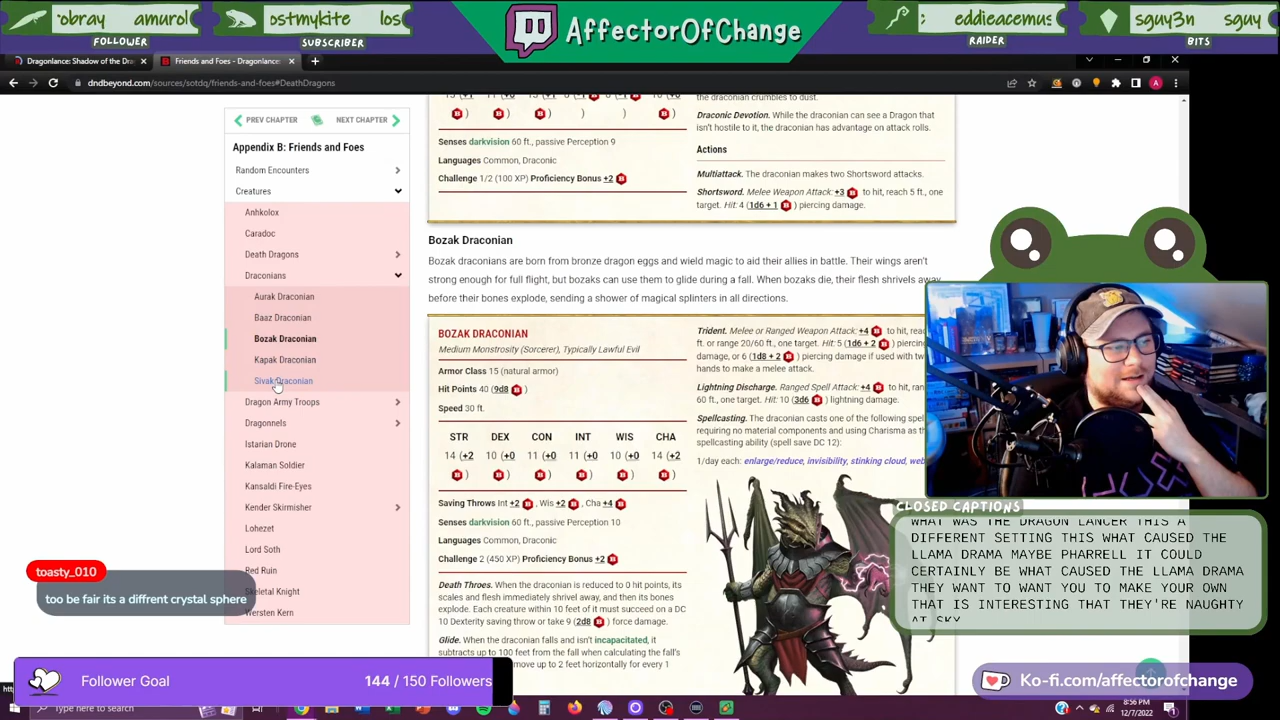 obray amurol
FOLLOWER
ostmykite los
SUBSCRIBER
AffectorOfChange
eddieacemus
RAIDER
sguy3n sguy
BITS
Dragonlance: Shadow of the Dra
Friends and Foes - Dragonlance:
dndbeyond.com/sources/sotdq/friends-and-foes#DeathDragons
PREV CHAPTER
NEXT CHAPTER
Appendix B: Friends and Foes
Random Encounters
Creatures
Anhkolox
Caradoc
Death Dragons
Draconians
Aurak Draconian
Baaz Draconian
Bozak Draconian
Kapak Draconian
Sivak Draconian
Dragon Army Troops
Dragonnels
Istarian Drone
Kalaman Soldier
Kansaldi Fire-Eyes
Kender Skirmisher
Lohezet
Lord Soth
Red Ruin
Skeletal Knight
Wersten Kern
Senses darkvision 60 ft., passive Perception 9
Languages Common, Draconic
Challenge 1/2 (100 XP) Proficiency Bonus +2
the draconian crumbles to dust.
Draconic Devotion. While the draconian can see a Dragon that
isn't hostile to it, the draconian has advantage on attack rolls.
Actions
Multiattack. The draconian makes two Shortsword attacks.
Shortsword. Melee Weapon Attack: +3 to hit, reach 5 ft., one
target. Hit: 4 (1d6 + 1 ) piercing damage.
Bozak Draconian
Bozak draconians are born from bronze dragon eggs and wield magic to aid their allies in battle. Their wings aren't
strong enough for full flight, but bozaks can use them to glide during a fall. When bozaks die, their flesh shrivels away
before their bones explode, sending a shower of magical splinters in all directions.
BOZAK DRACONIAN
Medium Monstrosity (Sorcerer), Typically Lawful Evil
Armor Class 15 (natural armor)
Hit Points 40 (9d8 )
Speed 30 ft.
STR DEX CON INT WIS CHA
14 (+2 10 (+0 11 (+0 11 (+0 10 (+0 14 (+2
) ) ) ) ) )
Saving Throws Int +2 , Wis +2 , Cha +4
Senses darkvision 60 ft., passive Perception 10
Languages Common, Draconic
Challenge 2 (450 XP) Proficiency Bonus +2
Death Throes. When the draconian is reduced to 0 hit points, its
scales and flesh immediately shrivel away, and then its bones
explode. Each creature within 10 feet of it must succeed on a DC
10 Dexterity saving throw or take 9 (2d8 ) force damage.
Glide. When the draconian falls and isn't incapacitated, it
subtracts up to 100 feet from the fall when calculating the fall's
move up to 2 feet horizontally for every 1
Trident. Melee or Ranged Weapon Attack: +4 to hit, rea
ft. or range 20/60 ft., one target. Hit: 5 (1d6 + 2 ) piercin
damage, or 6 (1d8 + 2 ) piercing damage if used with tw
hands to make a melee attack.
Lightning Discharge. Ranged Spell Attack: +4 to hit, ran
60 ft., one target. Hit: 10 (3d6 ) lightning damage.
Spellcasting. The draconian casts one of the following spel
requiring no material components and using Charisma as th
spellcasting ability (spell save DC 12):
1/day each: enlarge/reduce, invisibility, stinking cloud, web
CLOSED CAPTIONS
WHAT WAS THE DRAGON LANCER THIS A
DIFFERENT SETTING THIS WHAT CAUSED THE
LLAMA DRAMA MAYBE PHARRELL IT COULD
CERTAINLY BE WHAT CAUSED THE LLAMA DRAMA
THEY WANT TO WANT YOU TO MAKE YOUR OWN
THAT IS INTERESTING THAT THEY'RE NAUGHTY
AT SKY
toasty_010
too be fair its a diffrent crystal sphere
Follower Goal
144 / 150 Followers
Ko-fi.com/affectorofchange
Type here to search
8:56 PM
12/7/2022